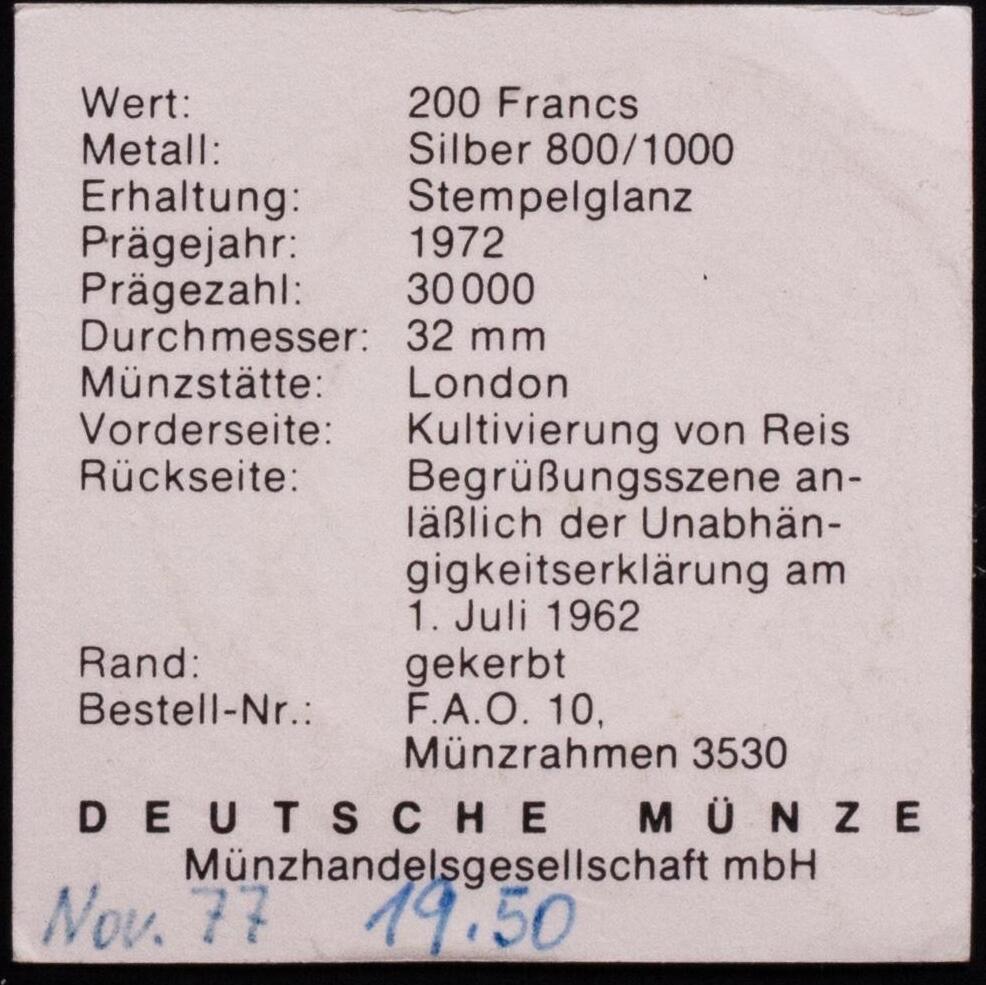 Wert: 200 Francs
Metall: Silber 800/1000
Erhaltung: Stempelglanz
Prägejahr: 1972
Prägezahl: 30000
Durchmesser: 32 mm
Münzstätte: London
Vorderseite: Kultivierung von Reis
Rückseite: Begrüßungsszene an-
läßlich der Unabhän-
gigkeitserklärung am
1. Juli 1962
Rand: gekerbt
Bestell-Nr.: F.A.O. 10,
Münzrahmen 3530
DEUTSCHE MÜNZE
Münzhandelsgesellschaft mbH
Nov. 77 19.50